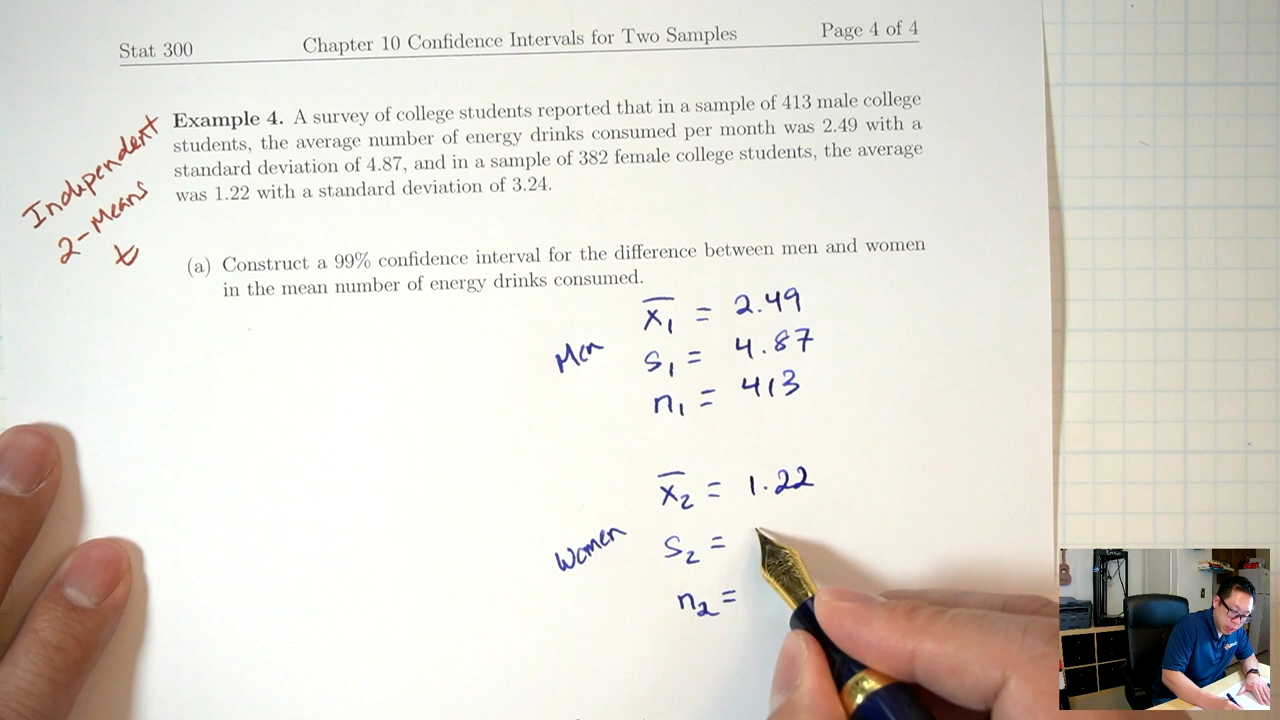 Stat 300 Chapter 10 Confidence Intervals for Two Samples Page 4 of 4
Example 4. A survey of college students reported that in a sample of 413 male college
students, the average number of energy drinks consumed per month was 2.49 with a
standard deviation of 4.87, and in a sample of 382 female college students, the average
was 1.22 with a standard deviation of 3.24.
Independent
2-Means
t
(a) Construct a 99% confidence interval for the difference between men and women
in the mean number of energy drinks consumed.
Men
x̄₁ = 2.49
s₁ = 4.87
n₁ = 413
Women
x̄₂ = 1.22
s₂ =
n₂ =